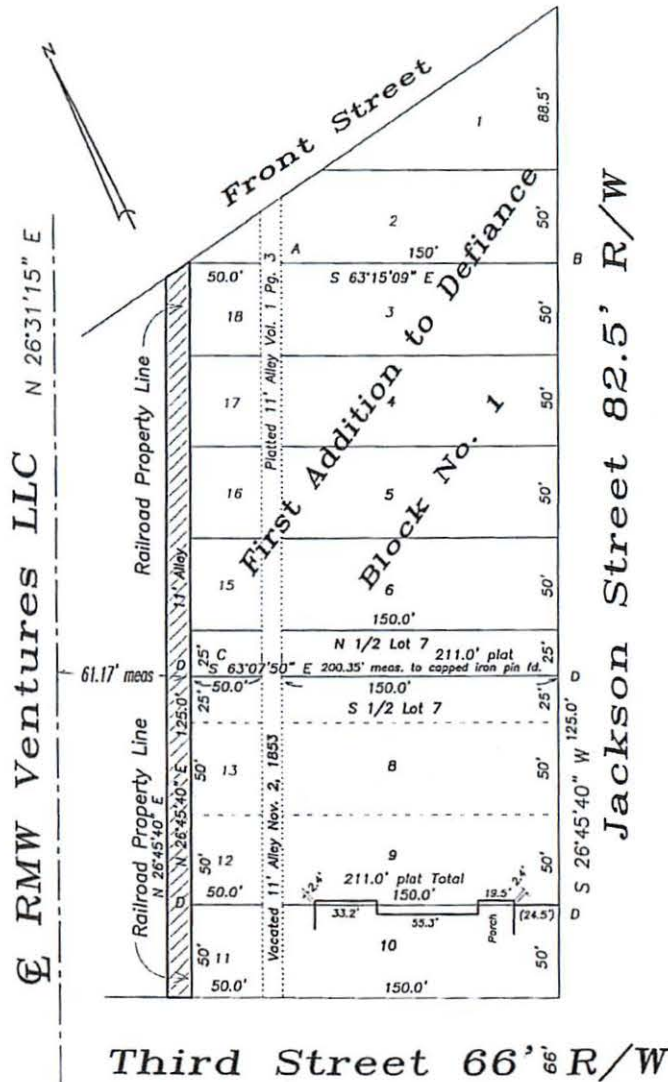 N
Front Street
1
88.5'
2
50'
150'
A
B
50.0'
S 63°15'09" E
18
3
50'
Platted 11' Alley Vol. 1 Pg. 3
17
4
50'
16
5
50'
15
6
50'
150.0'
First Addition to Defiance
Block No. 1
Railroad Property Line
11' Alley
N 1/2 Lot 7
25'
C
211.0' plat
25'
61.17' meas
D
S 63°07'50" E
200.35' meas. to capped iron pin fd.
D
25'
50.0'
150.0'
25'
S 1/2 Lot 7
125.0'
125.0'
50'
13
8
50'
Vacated 11' Alley Nov. 2, 1853
50'
12
9
50'
211.0' plat Total
50.0'
150.0'
2.4'
19.5'
2.4'
D
33.2'
55.3'
Porch
(24.5')
D
50'
11
10
50'
50.0'
150.0'
Railroad Property Line
N 26°45'40" E
N 26°45'40" E
S 26°45'40" W
Jackson Street 82.5' R/W
℄ RMW Ventures LLC
N 26°31'15" E
Third Street 66' R/W
66'